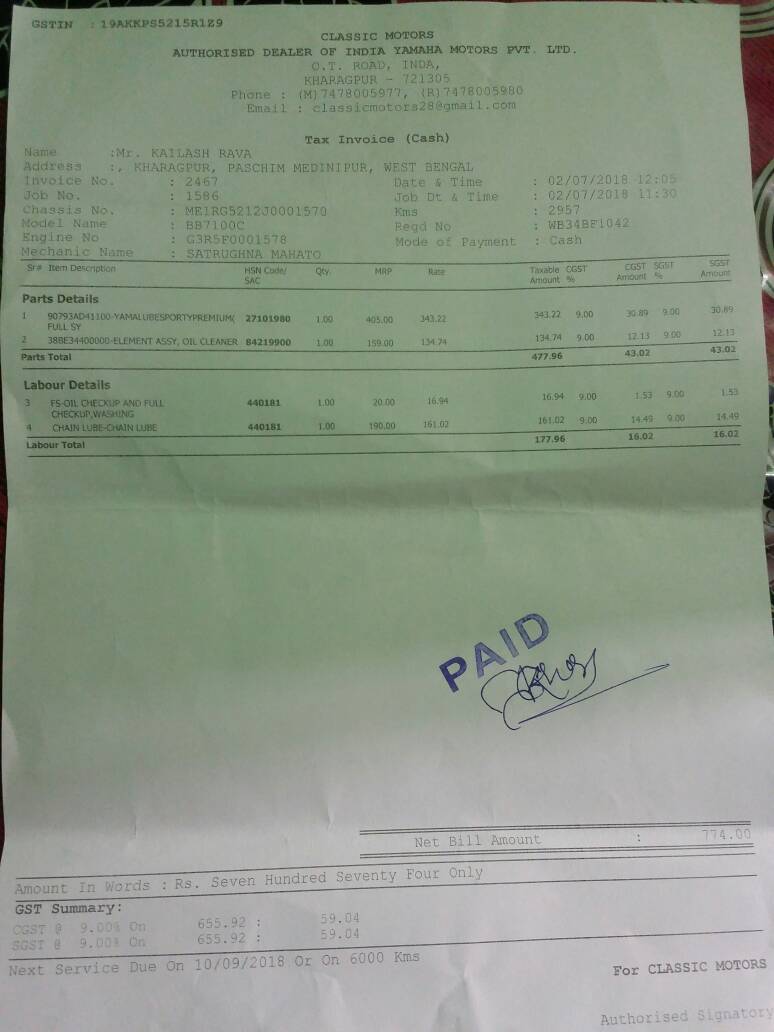 GSTIN : 19AKKPS5215R1Z9
CLASSIC MOTORS
AUTHORISED DEALER OF INDIA YAMAHA MOTORS PVT. LTD.
O.T. ROAD, INDA,
KHARAGPUR - 721305
Phone : (M)7478005977, (R)7478005980
Email : classicmotors28@gmail.com
Tax Invoice (Cash)
Name :Mr. KAILASH RAVA
Address :, KHARAGPUR, PASCHIM MEDINIPUR, WEST BENGAL
Invoice No. : 2467 Date & Time : 02/07/2018 12:05
Job No. : 1586 Job Dt & Time : 02/07/2018 11:30
Chassis No. : ME1RG5212J0001570 Kms : 2957
Model Name : BB7100C Regd No : WB34BF1042
Engine No : G3R5F0001578 Mode of Payment : Cash
Mechanic Name : SATRUGHNA MAHATO
Sr# Item Description HSN Code/ SAC Qty. MRP Rate Taxable Amount CGST % CGST Amount SGST % SGST Amount
Parts Details
1 90793AD41100-YAMALUBESPORTYPREMIUM( 27101980 1.00 405.00 343.22 343.22 9.00 30.89 9.00 30.89
FULL SY
2 38BE34400000-ELEMENT ASSY, OIL CLEANER 84219900 1.00 159.00 134.74 134.74 9.00 12.13 9.00 12.13
Parts Total 477.96 43.02 43.02
Labour Details
3 FS-OIL CHECKUP AND FULL 440181 1.00 20.00 16.94 16.94 9.00 1.53 9.00 1.53
CHECKUP,WASHING
4 CHAIN LUBE-CHAIN LUBE 440181 1.00 190.00 161.02 161.02 9.00 14.49 9.00 14.49
Labour Total 177.96 16.02 16.02
PAID
Net Bill Amount : 774.00
Amount In Words : Rs. Seven Hundred Seventy Four Only
GST Summary:
CGST @ 9.00% On 655.92 : 59.04
SGST @ 9.00% On 655.92 : 59.04
Next Service Due On 10/09/2018 Or On 6000 Kms
For CLASSIC MOTORS
Authorised Signatory